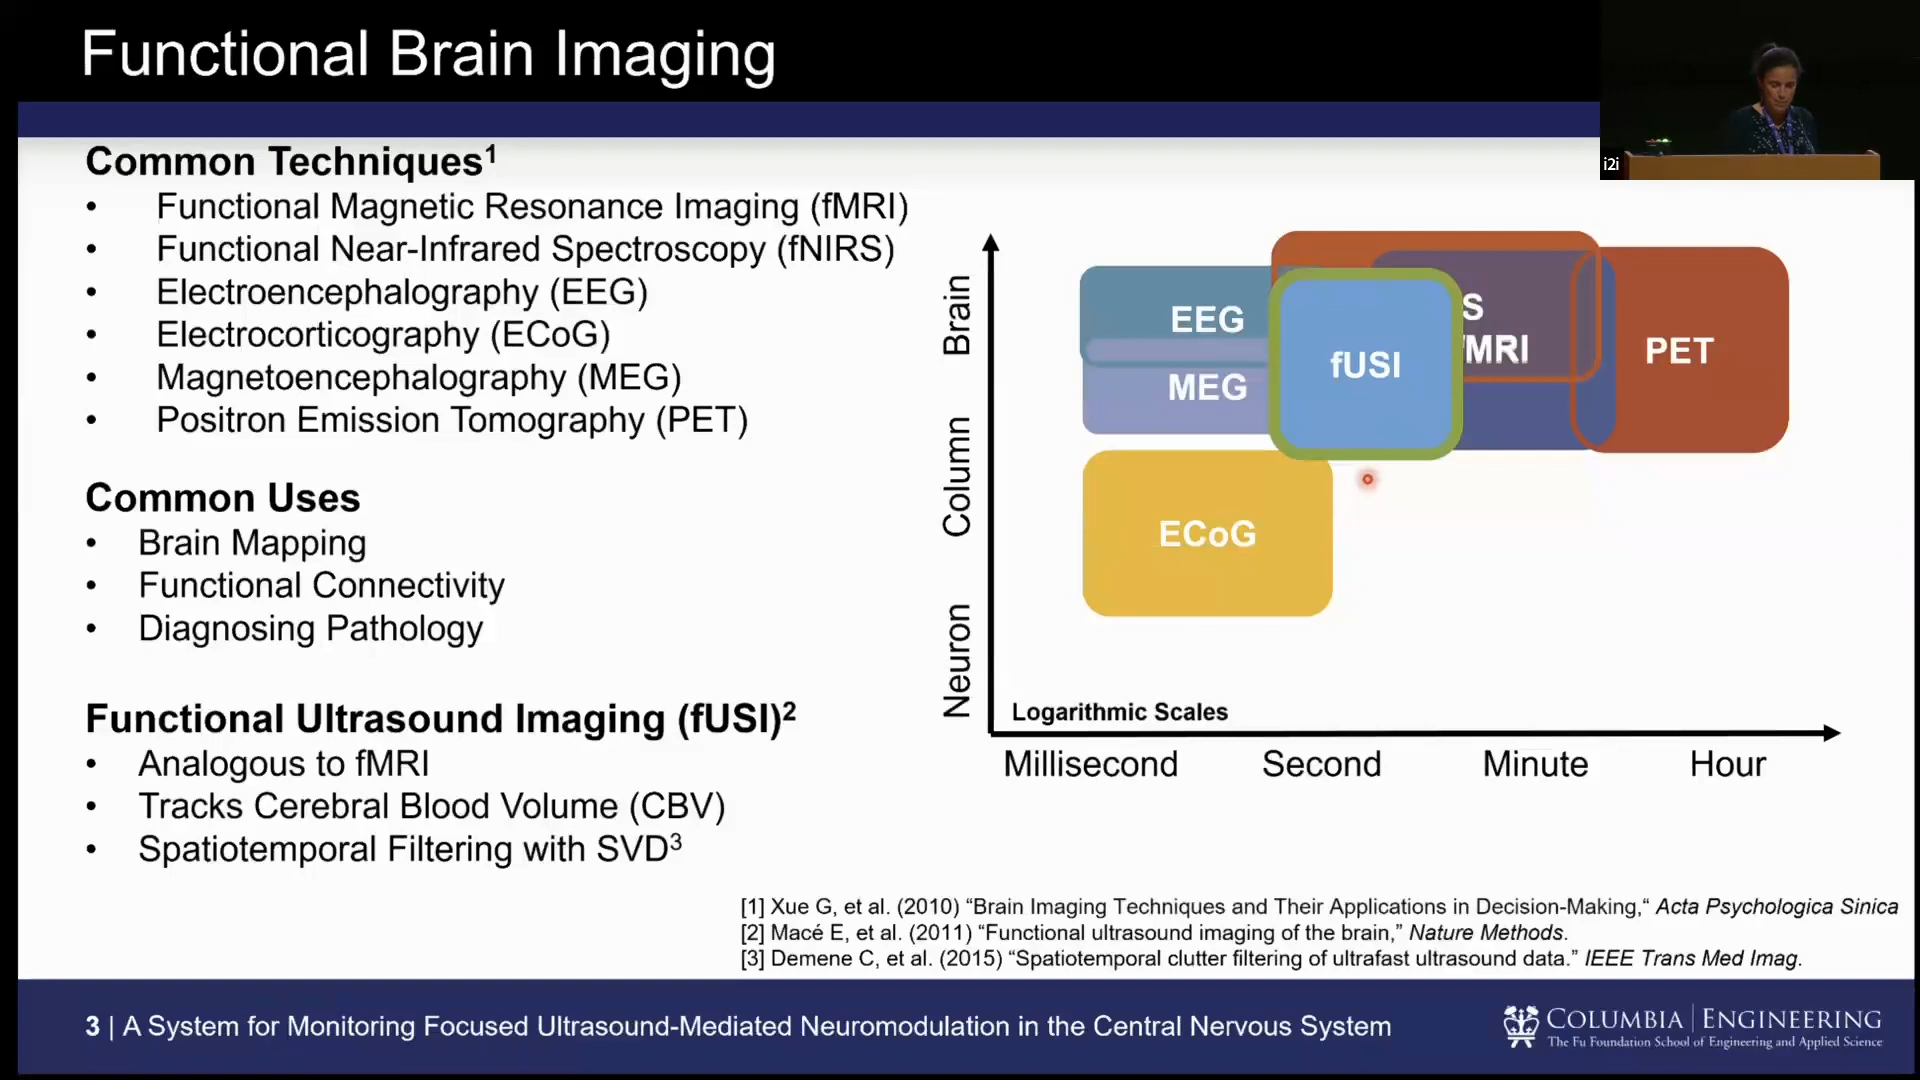 Functional Brain Imaging
i2i
Common Techniques1
• Functional Magnetic Resonance Imaging (fMRI)
• Functional Near-Infrared Spectroscopy (fNIRS)
• Electroencephalography (EEG)
• Electrocorticography (ECoG)
• Magnetoencephalography (MEG)
• Positron Emission Tomography (PET)
Common Uses
• Brain Mapping
• Functional Connectivity
• Diagnosing Pathology
Functional Ultrasound Imaging (fUSI)2
• Analogous to fMRI
• Tracks Cerebral Blood Volume (CBV)
• Spatiotemporal Filtering with SVD3
Brain
Column
Neuron
EEG
MEG
fUSI
S
fMRI
PET
ECoG
Logarithmic Scales
Millisecond Second Minute Hour
[1] Xue G, et al. (2010) “Brain Imaging Techniques and Their Applications in Decision-Making,“ Acta Psychologica Sinica
[2] Macé E, et al. (2011) “Functional ultrasound imaging of the brain,” Nature Methods.
[3] Demene C, et al. (2015) “Spatiotemporal clutter filtering of ultrafast ultrasound data.” IEEE Trans Med Imag.
3 | A System for Monitoring Focused Ultrasound-Mediated Neuromodulation in the Central Nervous System
COLUMBIA | ENGINEERING
The Fu Foundation School of Engineering and Applied Science